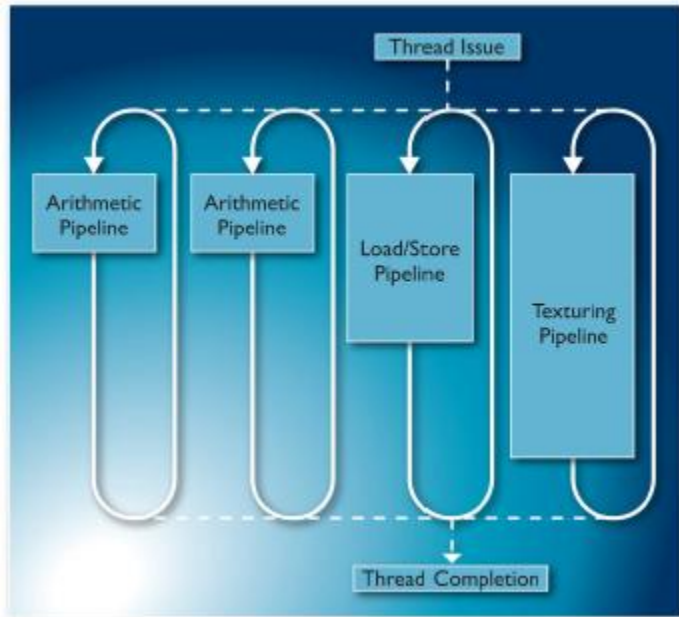 Thread Issue
Arithmetic
Pipeline
Arithmetic
Pipeline
Load/Store
Pipeline
Texturing
Pipeline
Thread Completion